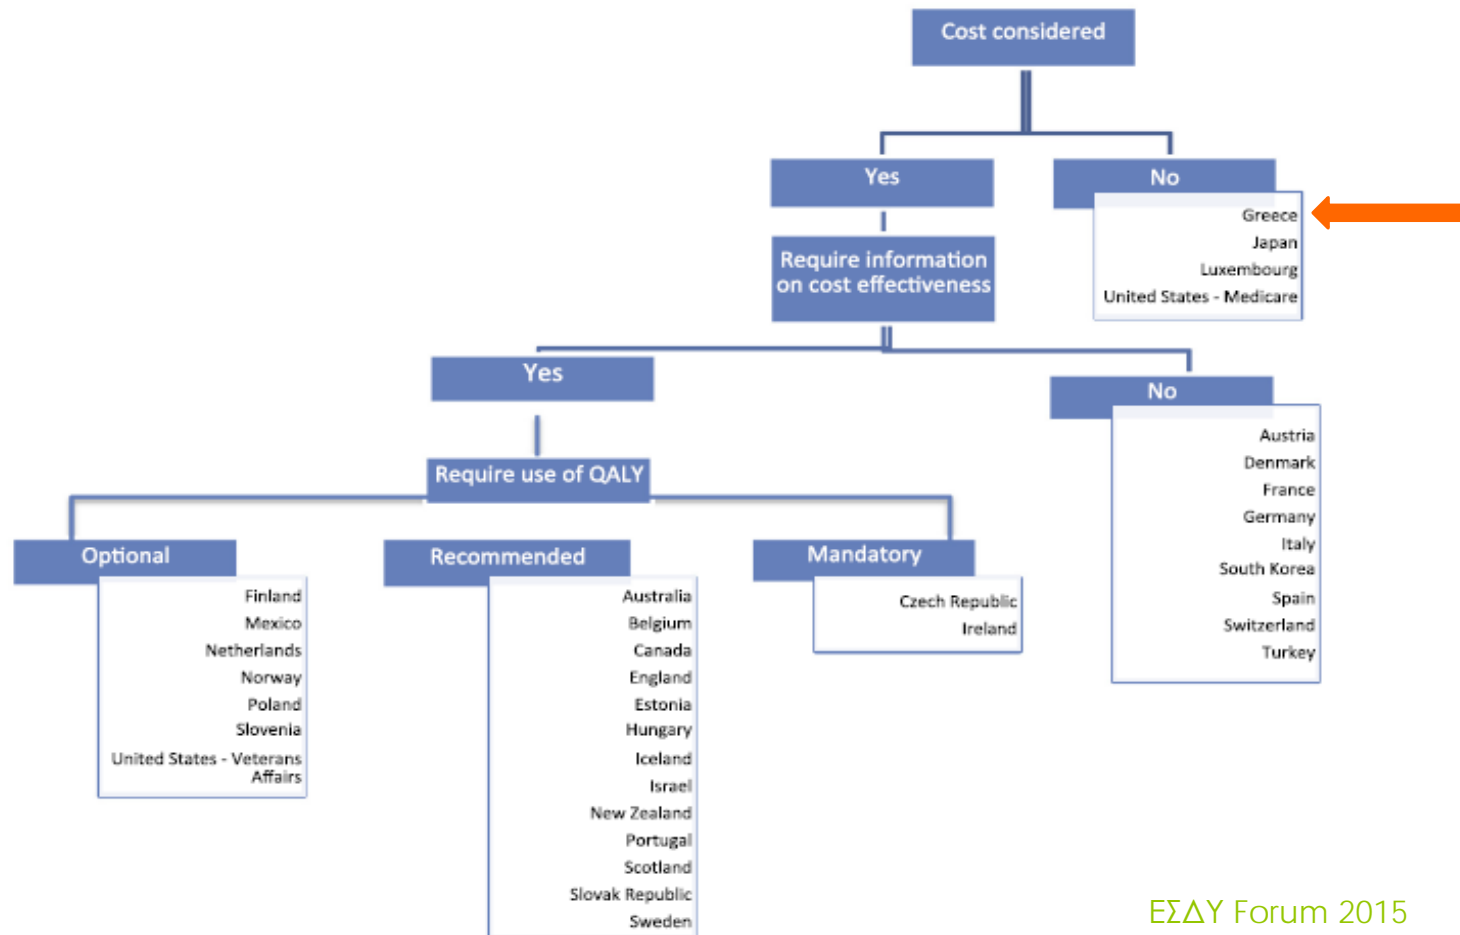 Cost considered
Yes
No
Greece
Japan
Luxembourg
United States - Medicare
Require information
on cost effectiveness
Yes
No
Austria
Denmark
France
Germany
Italy
South Korea
Spain
Switzerland
Turkey
Require use of QALY
Optional
Finland
Mexico
Netherlands
Norway
Poland
Slovenia
United States - Veterans
Affairs
Recommended
Australia
Belgium
Canada
England
Estonia
Hungary
Iceland
Israel
New Zealand
Portugal
Scotland
Slovak Republic
Sweden
Mandatory
Czech Republic
Ireland
ΕΣΔΥ Forum 2015